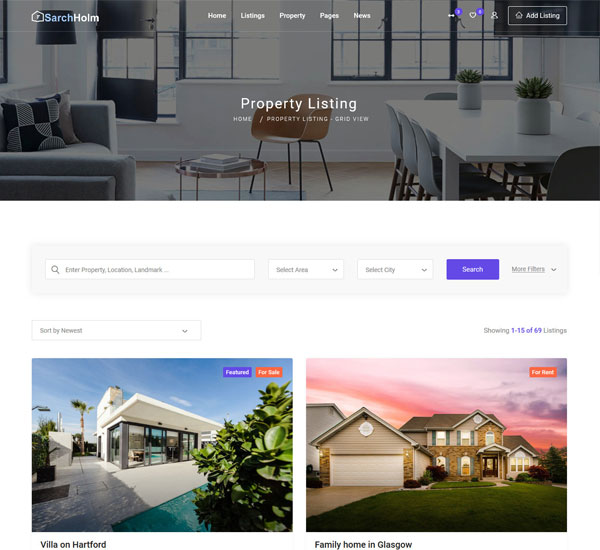 SarchHolm
Home Listings Property Pages News
Add Listing
Property Listing
HOME / PROPERTY LISTING - GRID VIEW
Enter Property, Location, Landmark ...
Select Area
Select City
Search
More Filters
Sort by Newest
Showing 1-15 of 69 Listings
Featured For Sale
For Rent
Villa on Hartford
Family home in Glasgow